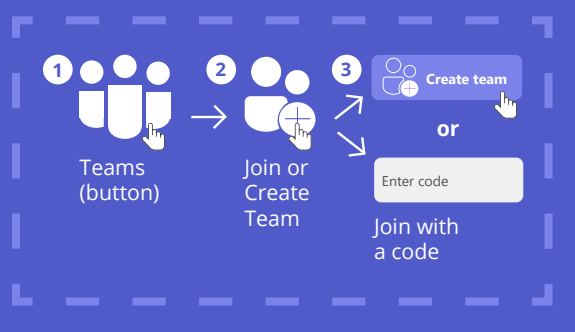 1
Teams
(button)
2
Join or
Create
Team
3
Create team
or
Enter code
Join with
a code